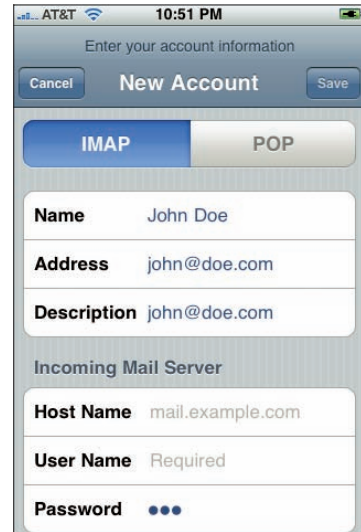 AT&T 10:51 PM
Enter your account information
Cancel New Account Save
IMAP POP
Name John Doe
Address john@doe.com
Description john@doe.com
Incoming Mail Server
Host Name mail.example.com
User Name Required
Password •••